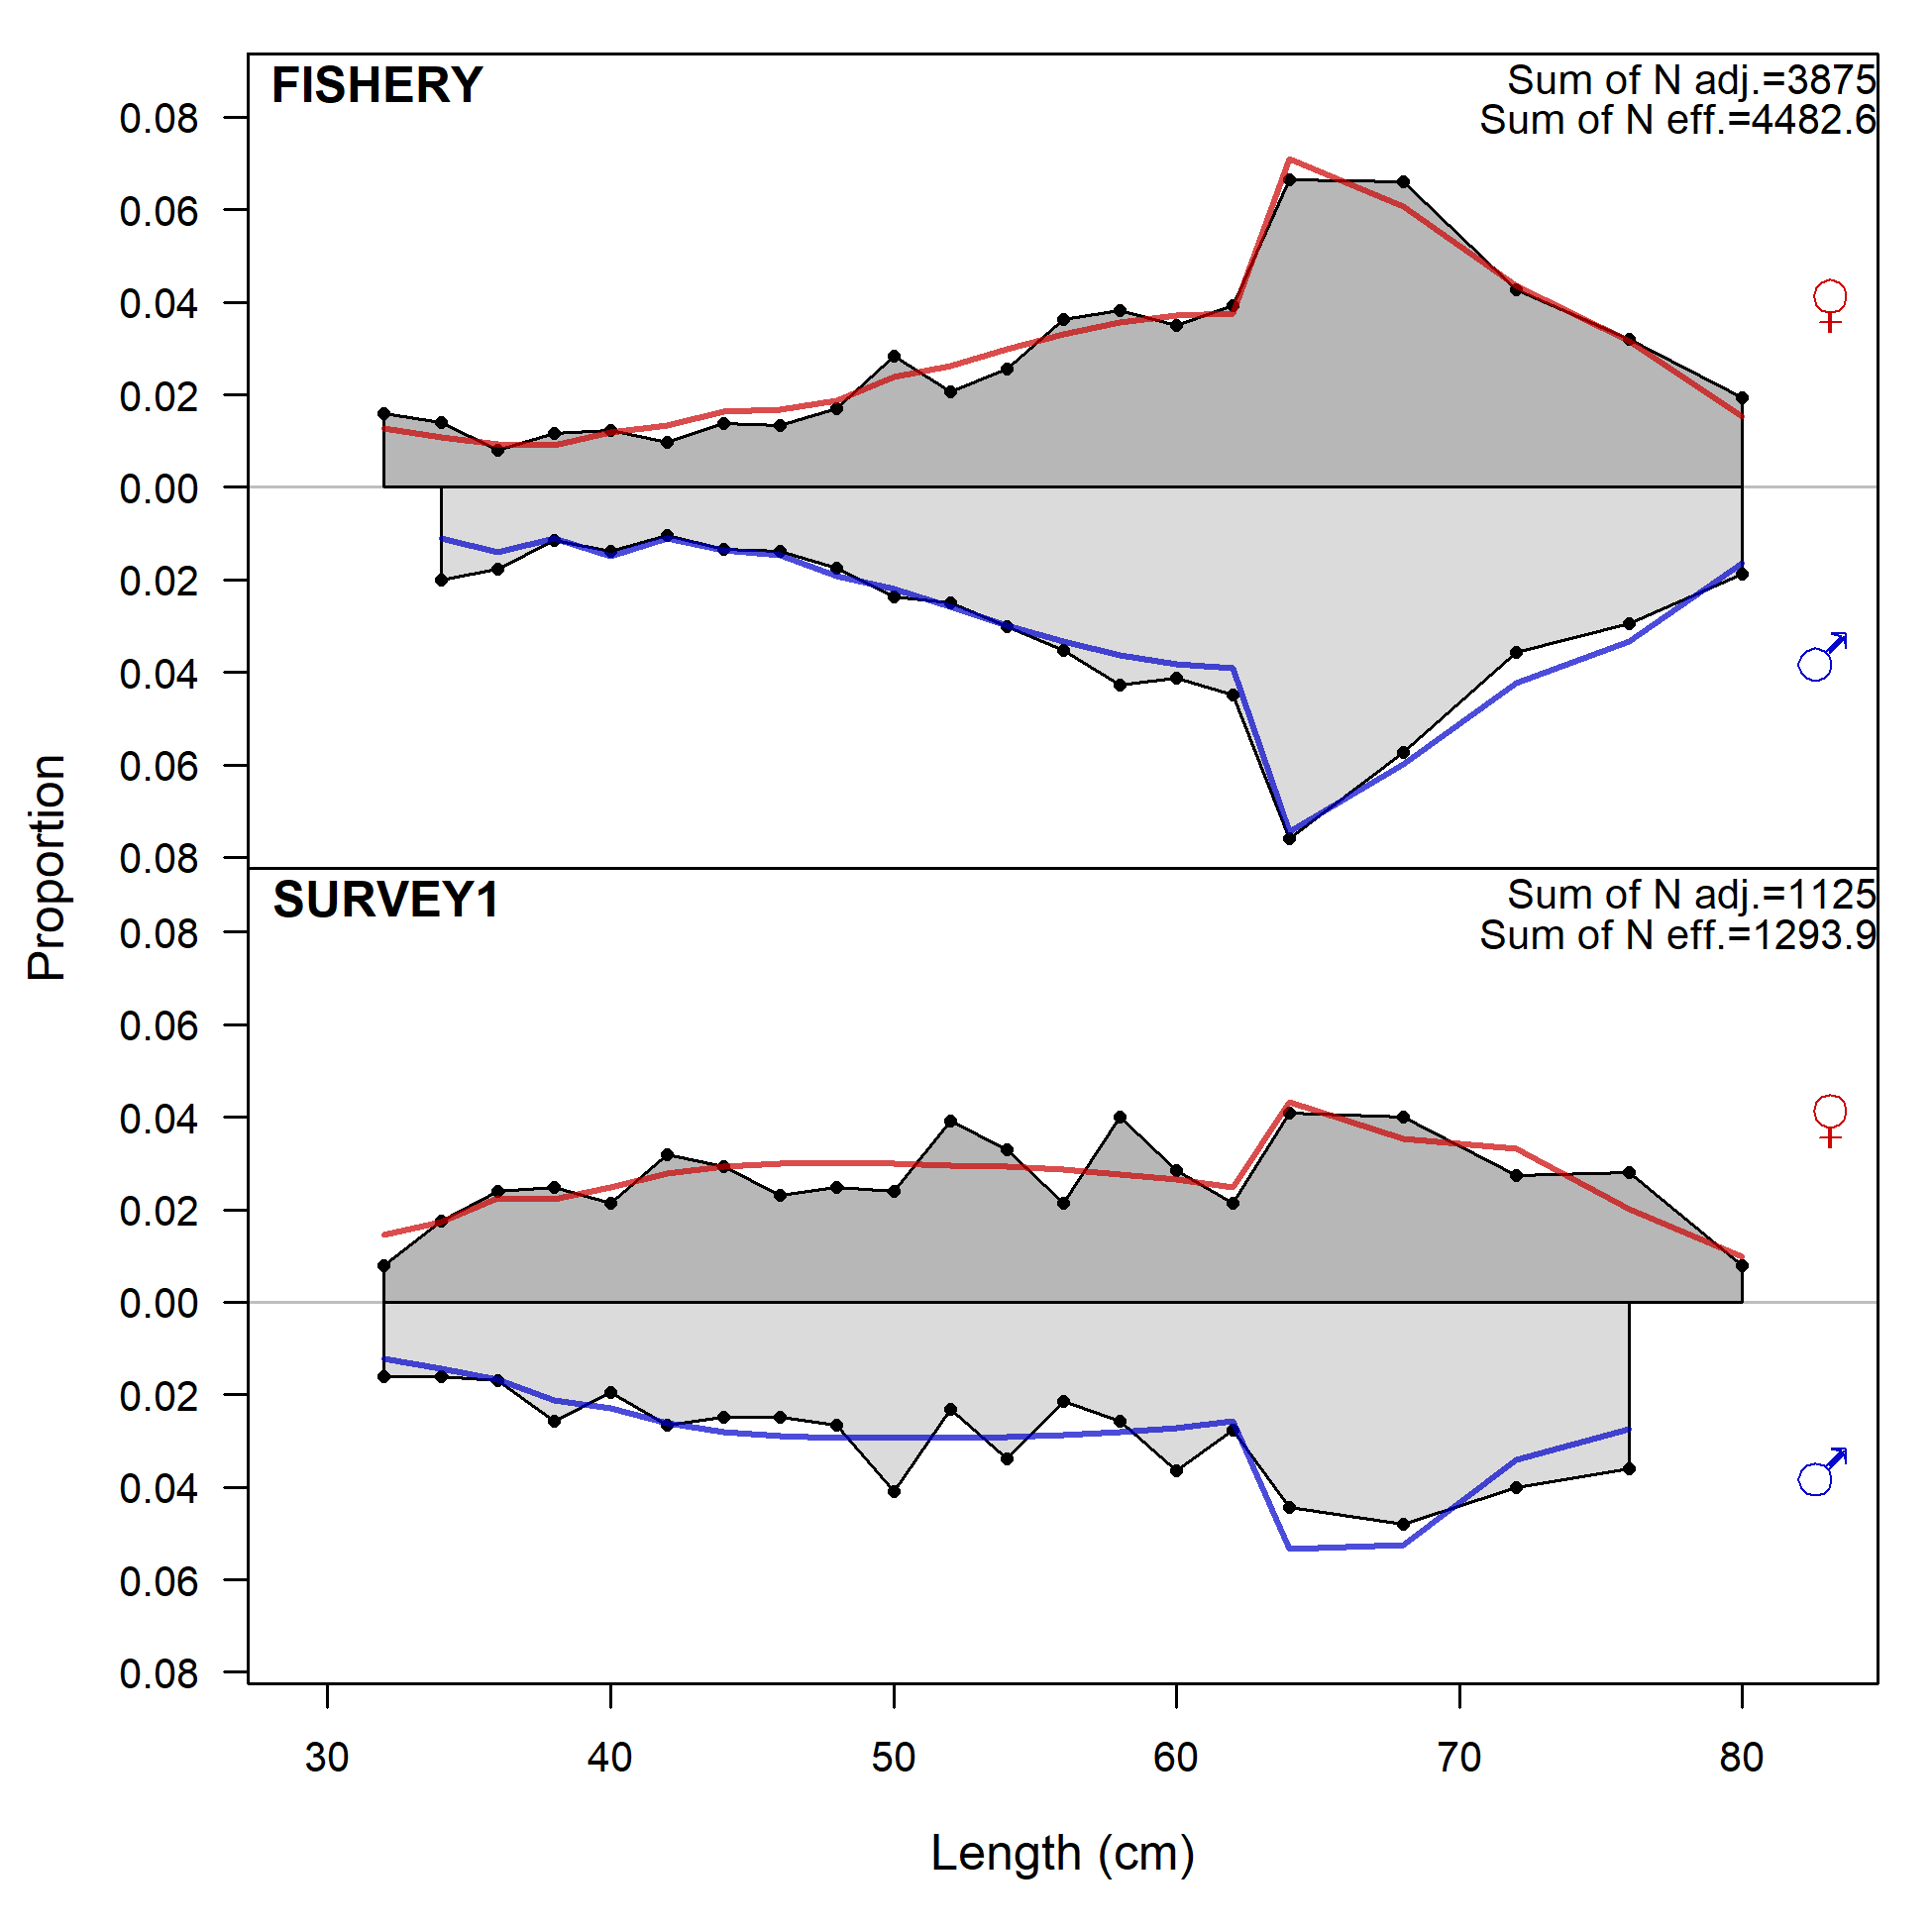 FISHERY
Sum of N adj.=3875
Sum of N eff.=4482.6
0.08
0.06
0.04
0.02
0.00
0.02
0.04
0.06
0.08
♀
♂
SURVEY1
Sum of N adj.=1125
Sum of N eff.=1293.9
0.08
0.06
0.04
0.02
0.00
0.02
0.04
0.06
0.08
♀
♂
Proportion
30 40 50 60 70 80
Length (cm)